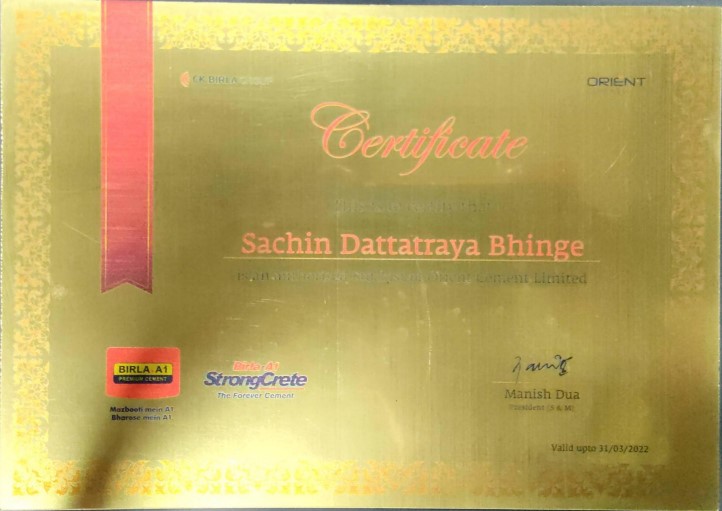 CK BIRLA GROUP
ORIENT
Certificate
Sachin Dattatraya Bhinge
Cement Limited
BIRLA A1
PREMIUM CEMENT
Mazbooti mein A1
Bharose mein A1
Birla A1
StrongCrete
The Forever Cement
Manish Dua
President (S & M)
Valid upto 31/03/2022